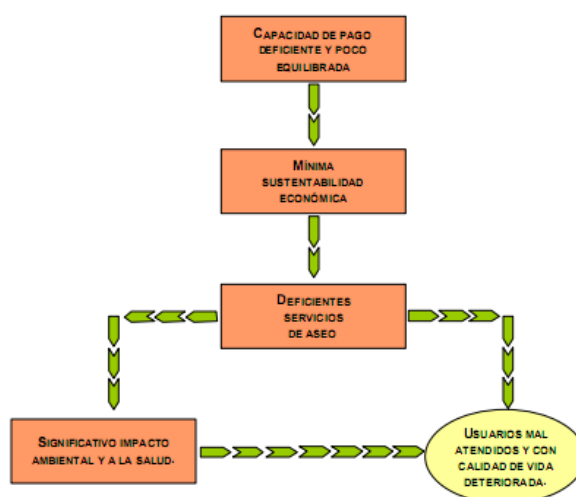 CAPACIDAD DE PAGO
DEFICIENTE Y POCO
EQUILIBRADA
MÍNIMA
SUSTENTABILIDAD
ECONÓMICA
DEFICIENTES
SERVICIOS
DE ASEO
SIGNIFICATIVO IMPACTO
AMBIENTAL Y A LA SALUD.
USUARIOS MAL
ATENDIDOS Y CON
CALIDAD DE VIDA
DETERIORADA.